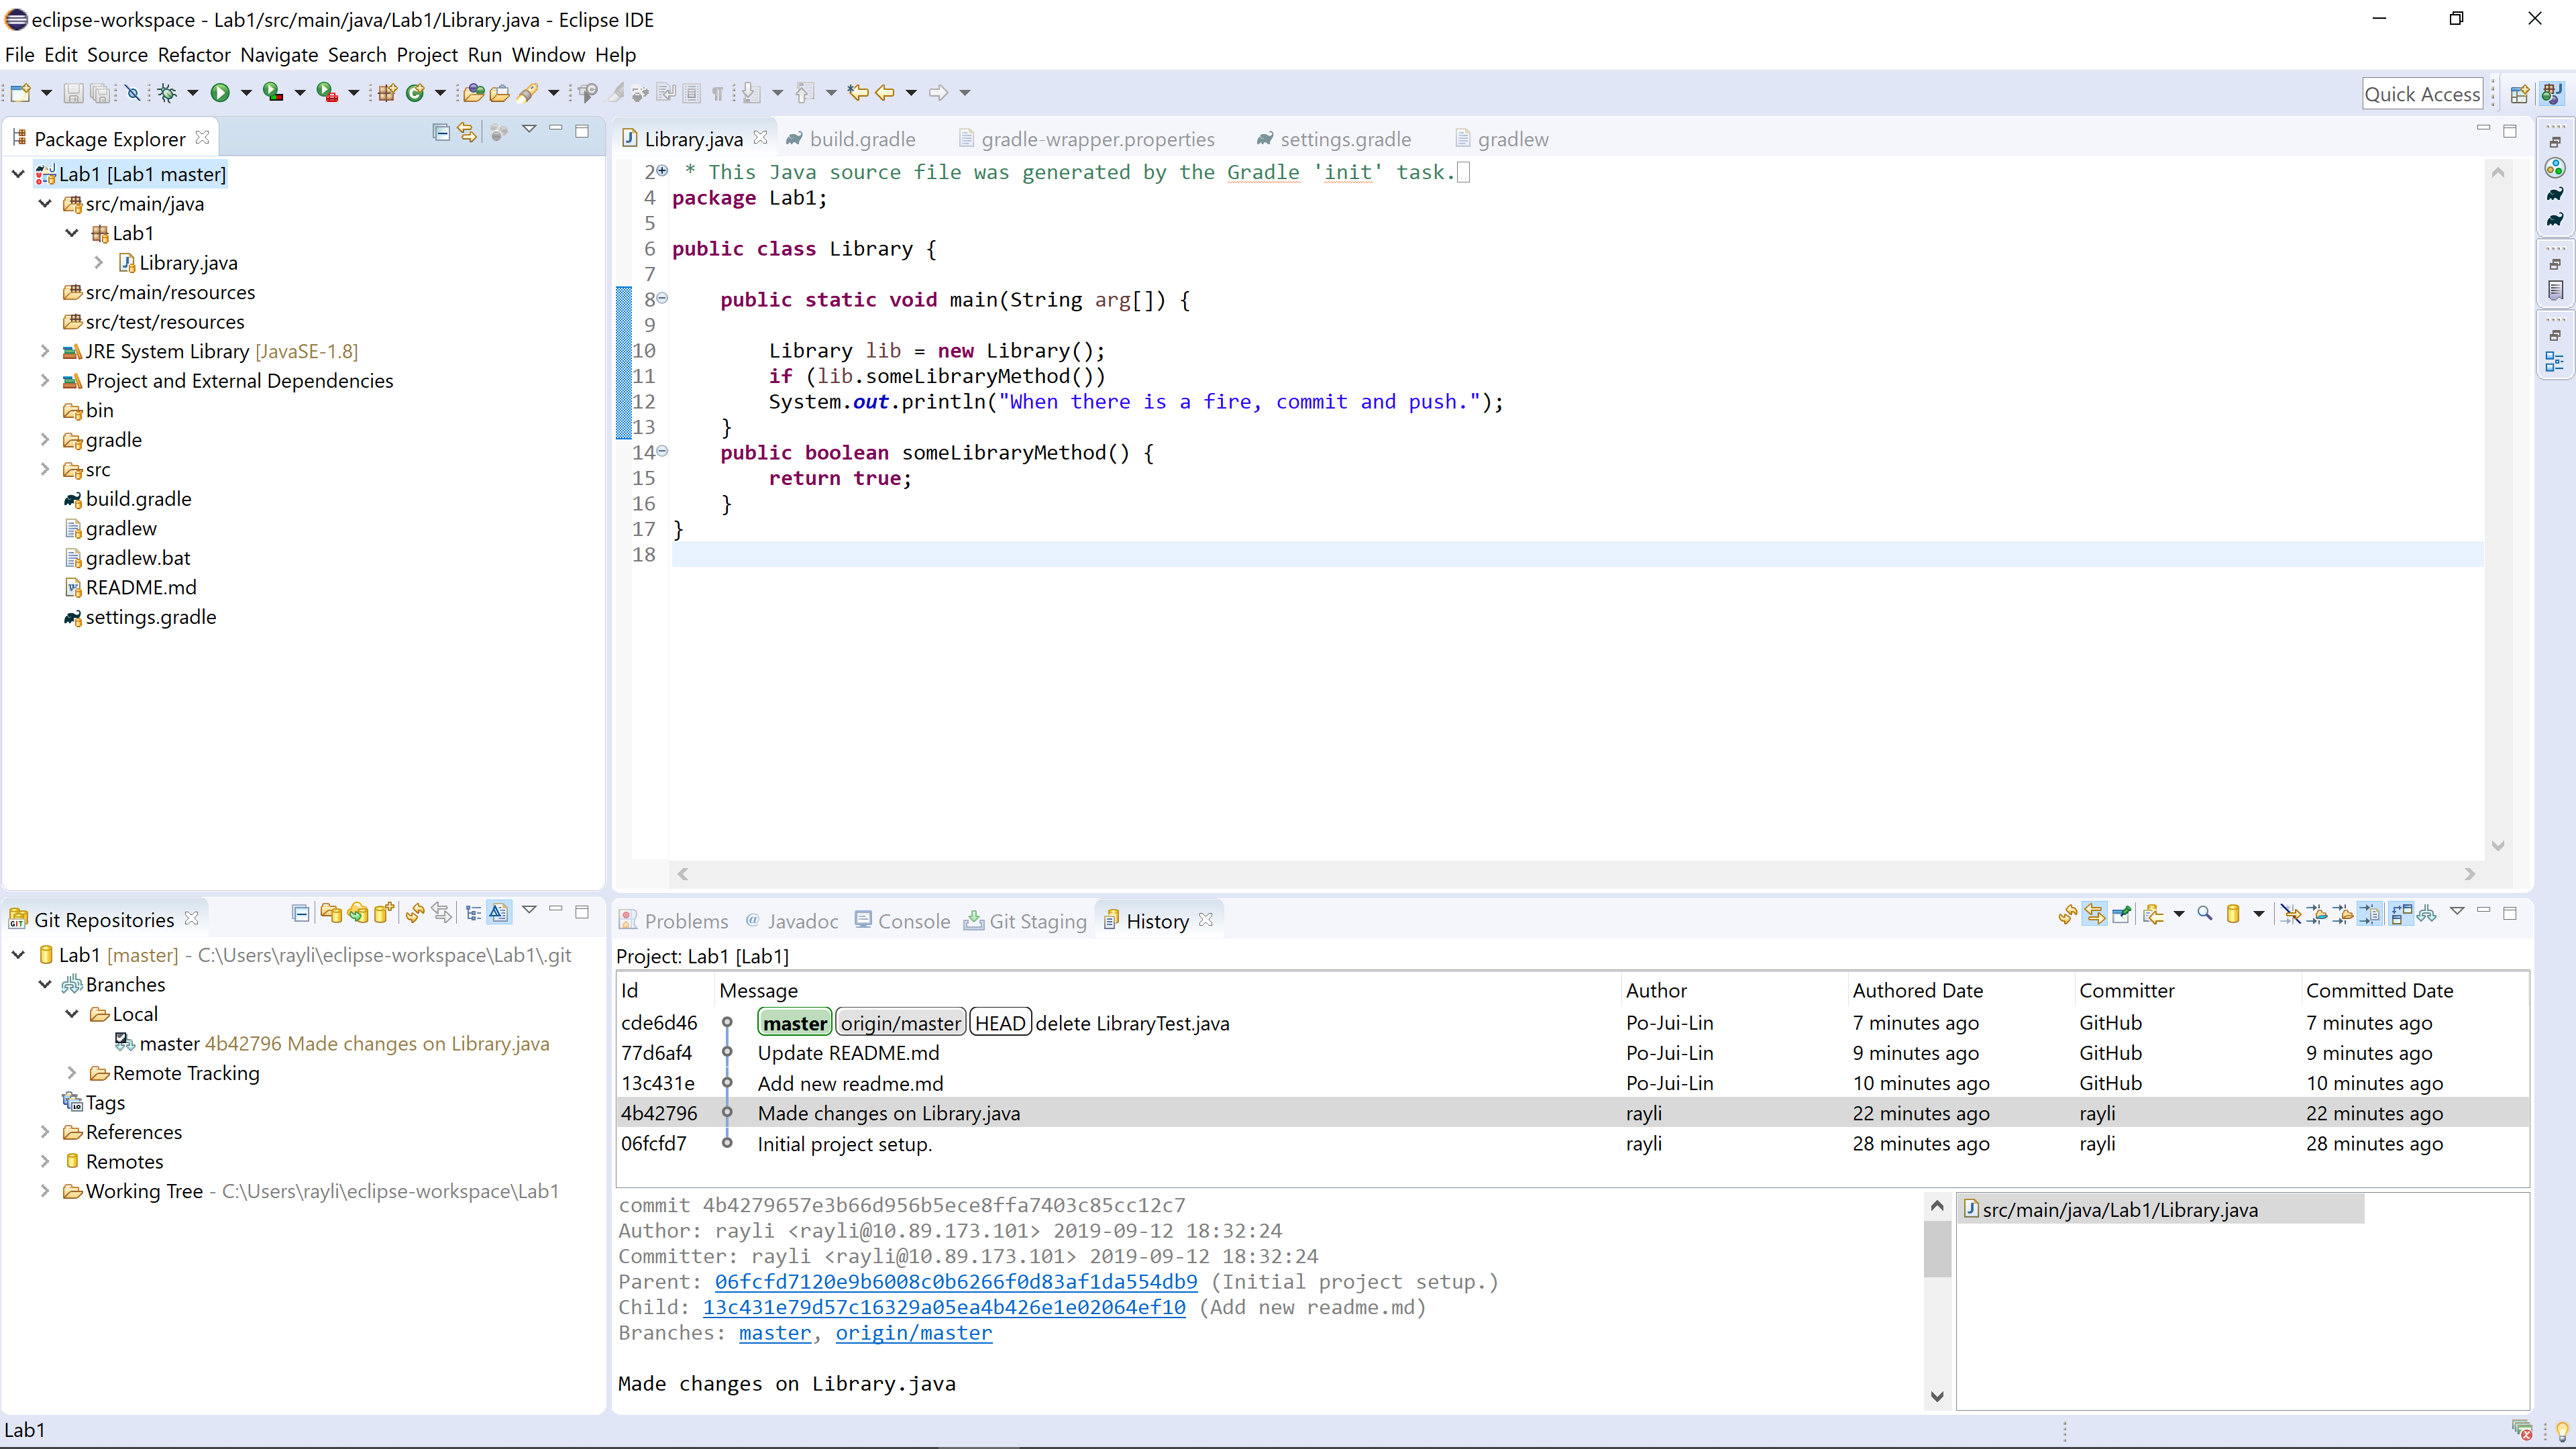 eclipse-workspace - Lab1/src/main/java/Lab1/Library.java - Eclipse IDE
File Edit Source Refactor Navigate Search Project Run Window Help
Quick Access
Package Explorer
Lab1 [Lab1 master]
src/main/java
Lab1
Library.java
src/main/resources
src/test/resources
JRE System Library [JavaSE-1.8]
Project and External Dependencies
bin
gradle
src
build.gradle
gradlew
gradlew.bat
README.md
settings.gradle
Library.java build.gradle gradle-wrapper.properties settings.gradle gradlew
2 * This Java source file was generated by the Gradle 'init' task.
4 package Lab1;
5
6 public class Library {
7
8 public static void main(String arg[]) {
9
10 Library lib = new Library();
11 if (lib.someLibraryMethod())
12 System.out.println("When there is a fire, commit and push.");
13 }
14 public boolean someLibraryMethod() {
15 return true;
16 }
17 }
18
Git Repositories
Lab1 [master] - C:\Users\rayli\eclipse-workspace\Lab1\.git
Branches
Local
master 4b42796 Made changes on Library.java
Remote Tracking
Tags
References
Remotes
Working Tree - C:\Users\rayli\eclipse-workspace\Lab1
Problems @ Javadoc Console Git Staging History
Project: Lab1 [Lab1]
Id Message Author Authored Date Committer Committed Date
cde6d46 master origin/master HEAD delete LibraryTest.java Po-Jui-Lin 7 minutes ago GitHub 7 minutes ago
77d6af4 Update README.md Po-Jui-Lin 9 minutes ago GitHub 9 minutes ago
13c431e Add new readme.md Po-Jui-Lin 10 minutes ago GitHub 10 minutes ago
4b42796 Made changes on Library.java rayli 22 minutes ago rayli 22 minutes ago
06fcfd7 Initial project setup. rayli 28 minutes ago rayli 28 minutes ago
commit 4b4279657e3b66d956b5ece8ffa7403c85cc12c7
Author: rayli <rayli@10.89.173.101> 2019-09-12 18:32:24
Committer: rayli <rayli@10.89.173.101> 2019-09-12 18:32:24
Parent: 06fcfd7120e9b6008c0b6266f0d83af1da554db9 (Initial project setup.)
Child: 13c431e79d57c16329a05ea4b426e1e02064ef10 (Add new readme.md)
Branches: master, origin/master
Made changes on Library.java
src/main/java/Lab1/Library.java
Lab1